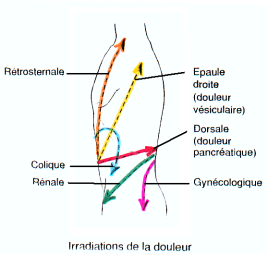 Rétrosternale
Epaule
droite
(douleur
vésiculaire)
Dorsale
(douleur
pancréatique)
Colique
Rénale
Gynécologique
Irradiations de la douleur